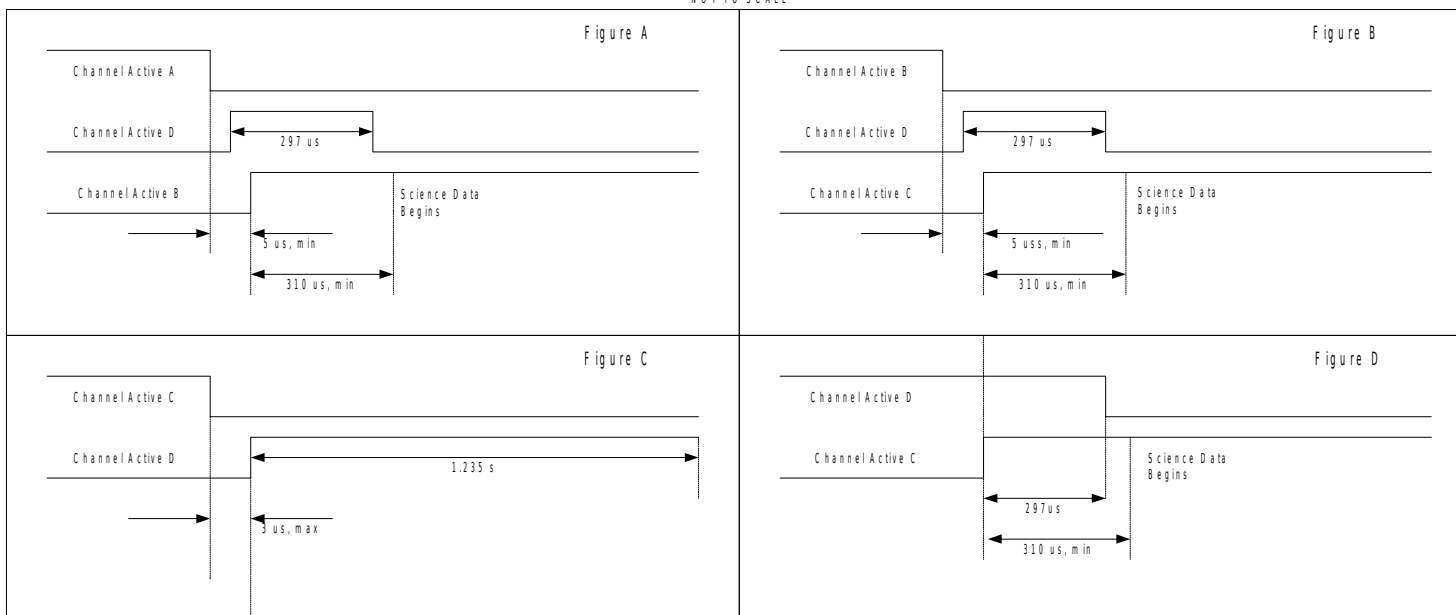 NOT TO SCALE
Figure A
Channel Active A
Channel Active D
297 us
Channel Active B
Science Data
Begins
5 us, min
310 us, min
Figure B
Channel Active B
Channel Active D
297 us
Channel Active C
Science Data
Begins
5 uss, min
310 us, min
Figure C
Channel Active C
Channel Active D
1.235 s
3 us, max
Figure D
Channel Active D
Channel Active C
Science Data
Begins
297us
310 us, min